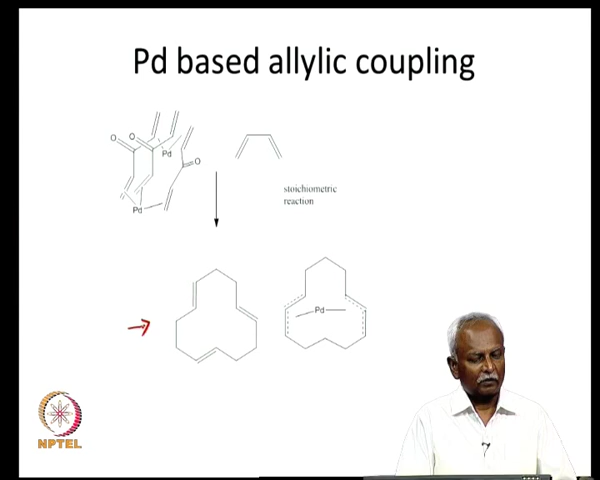 Pd based allylic coupling
O
O
Pd
O
Pd
stoichiometric
reaction
Pd
NPTEL